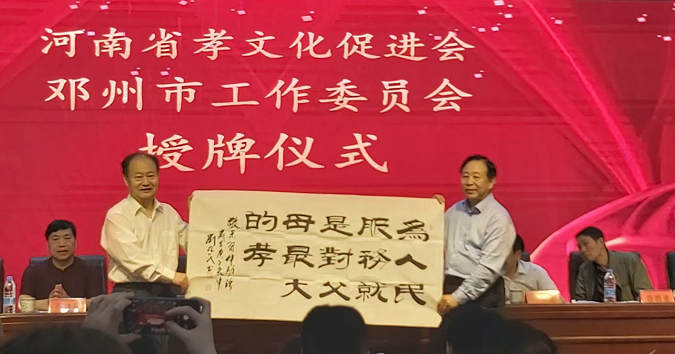 河南省孝文化促进会
邓州市工作委员会
授牌仪式
為人民
服務就
是對父
母最大
的孝